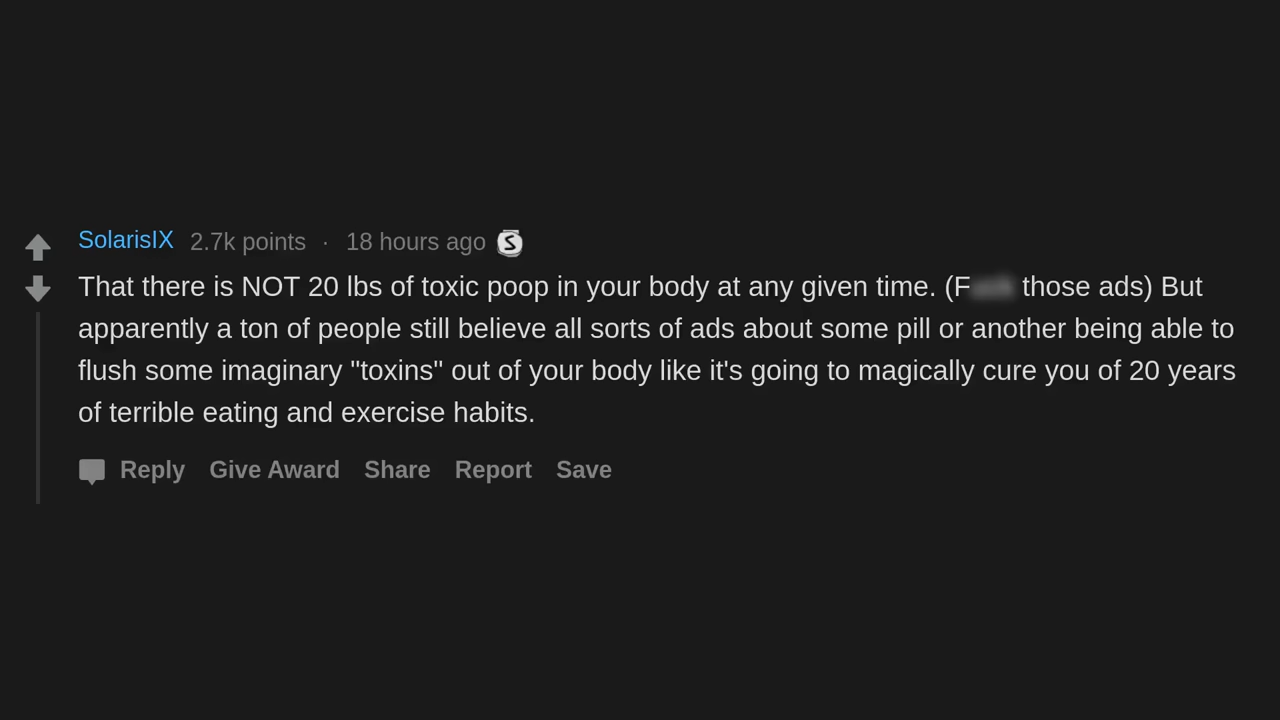 SolarisIX 2.7k points · 18 hours ago S
That there is NOT 20 lbs of toxic poop in your body at any given time. (F those ads) But
apparently a ton of people still believe all sorts of ads about some pill or another being able to
flush some imaginary "toxins" out of your body like it's going to magically cure you of 20 years
of terrible eating and exercise habits.
Reply Give Award Share Report Save